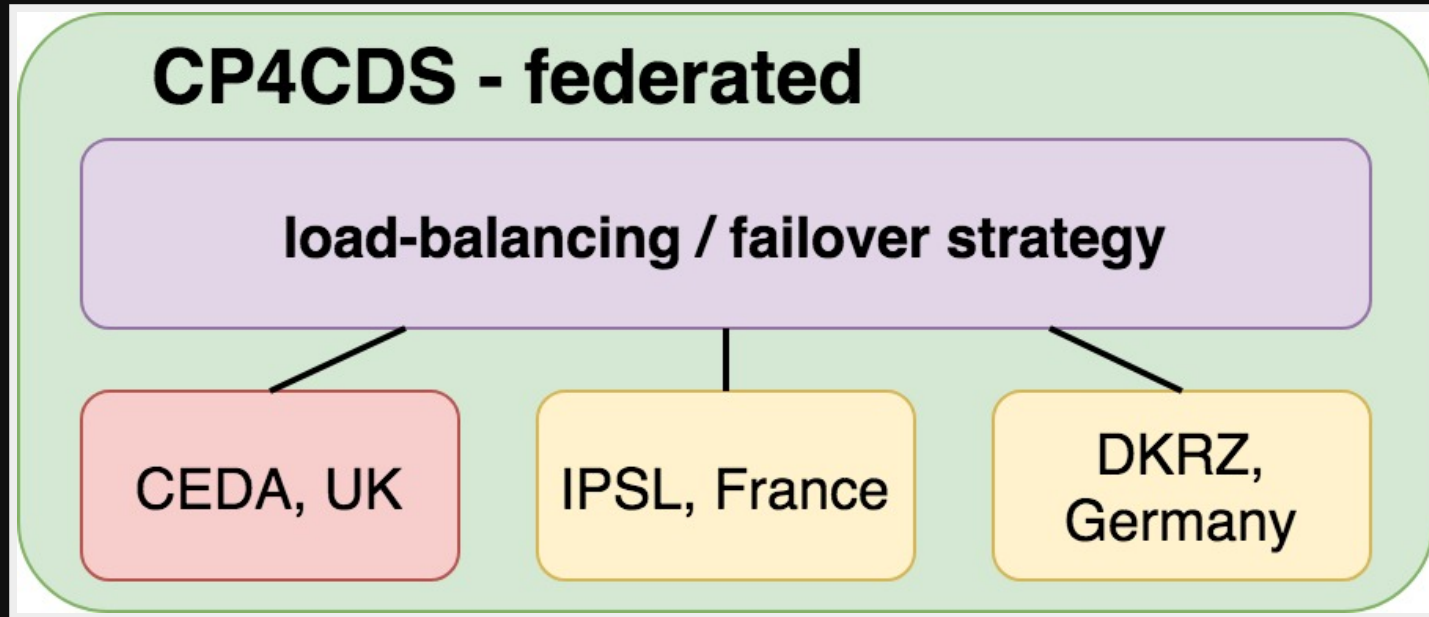 CP4CDS - federated
load-balancing / failover strategy
CEDA, UK
IPSL, France
DKRZ,
Germany